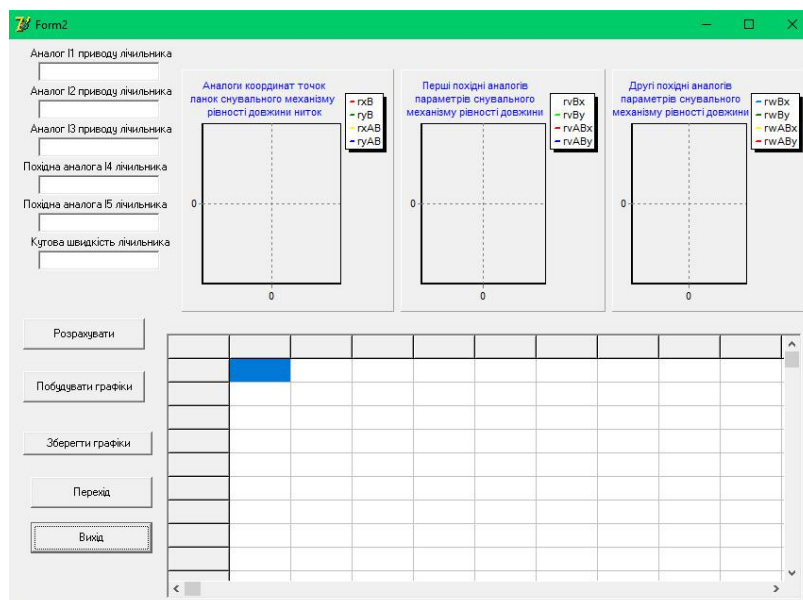 Form2
Аналог l1 приводу лічильника
Аналог l2 приводу лічильника
Аналог l3 приводу лічильника
Похідна аналога l4 лічильника
Похідна аналога l5 лічильника
Кутова швидкість лічильника
Аналоги координат точок
ланок снувального механізму
рівності довжини ниток
rxB
ryB
rxAB
ryAB
0
0
Перші похідні аналогів
параметрів снувального
механізму рівності довжини
rvBx
rvBy
rvABx
rvABy
0
0
Другі похідні аналогів
параметрів снувального
механізму рівності довжини
rwBx
rwBy
rwABx
rwABy
0
0
Розрахувати
Побудувати графіки
Зберегти графіки
Перехід
Вихід